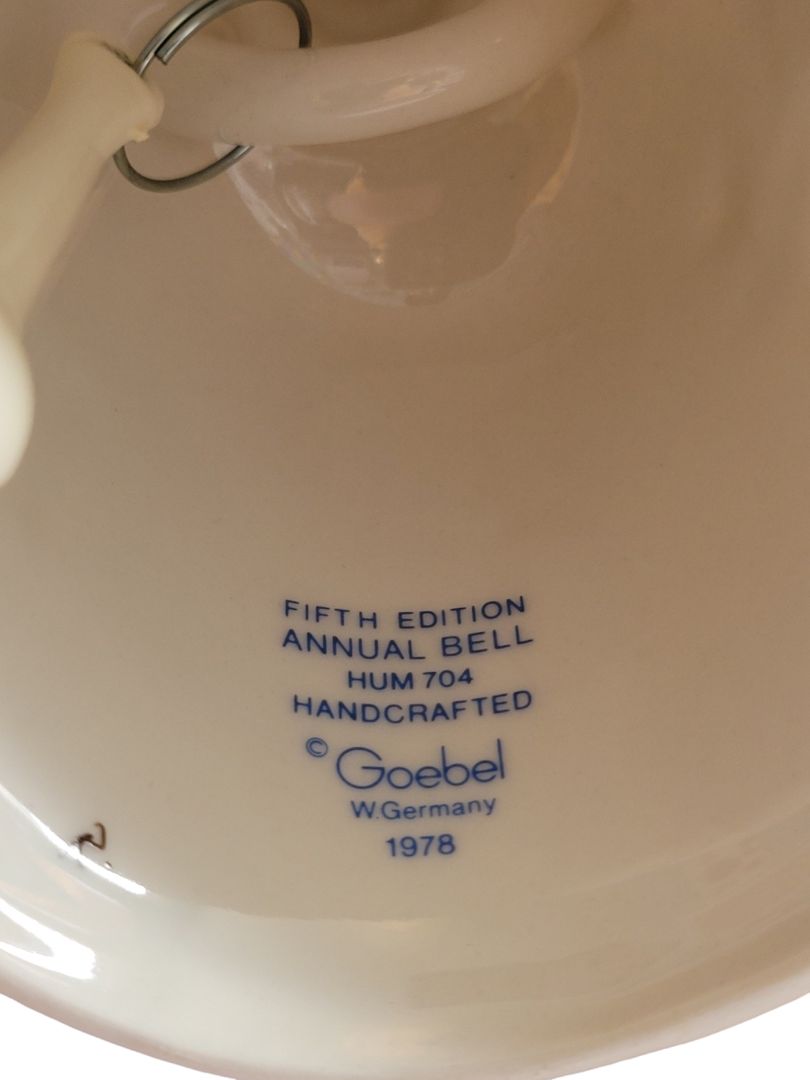 FIFTH EDITION
ANNUAL BELL
HUM 704
HANDCRAFTED
© Goebel
W.Germany
1978